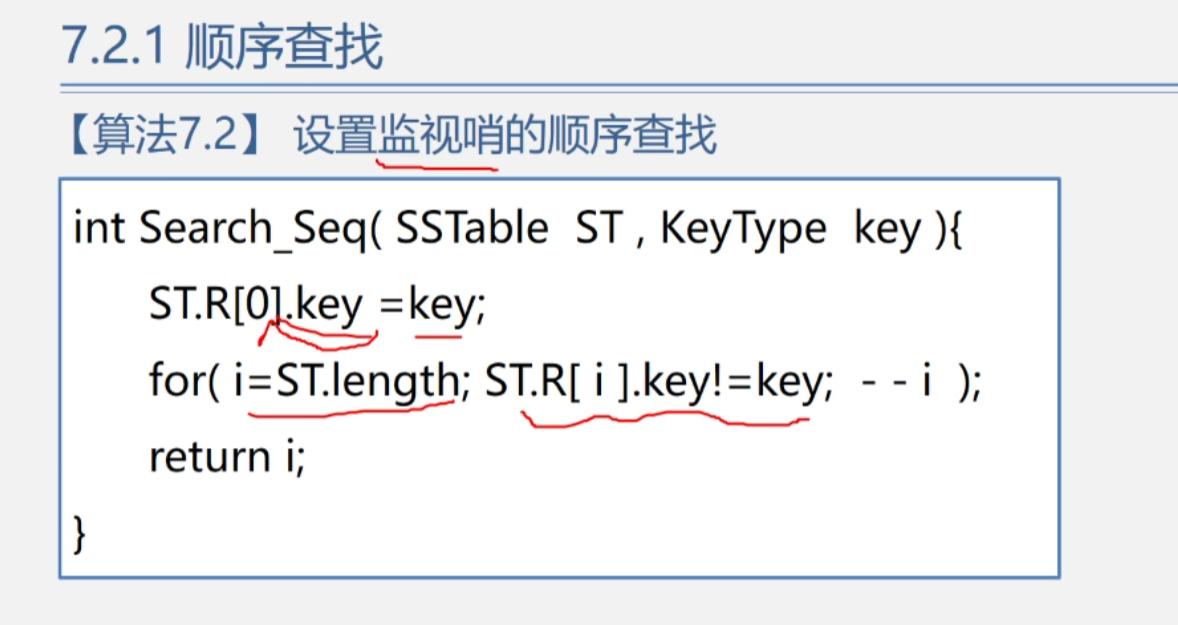 7.2.1 顺序查找
【算法7.2】 设置监视哨的顺序查找
int Search_Seq( SSTable  ST , KeyType  key ){
ST.R[0].key =key;
for( i=ST.length; ST.R[ i ].key!=key;  - - i  );
return i;
}